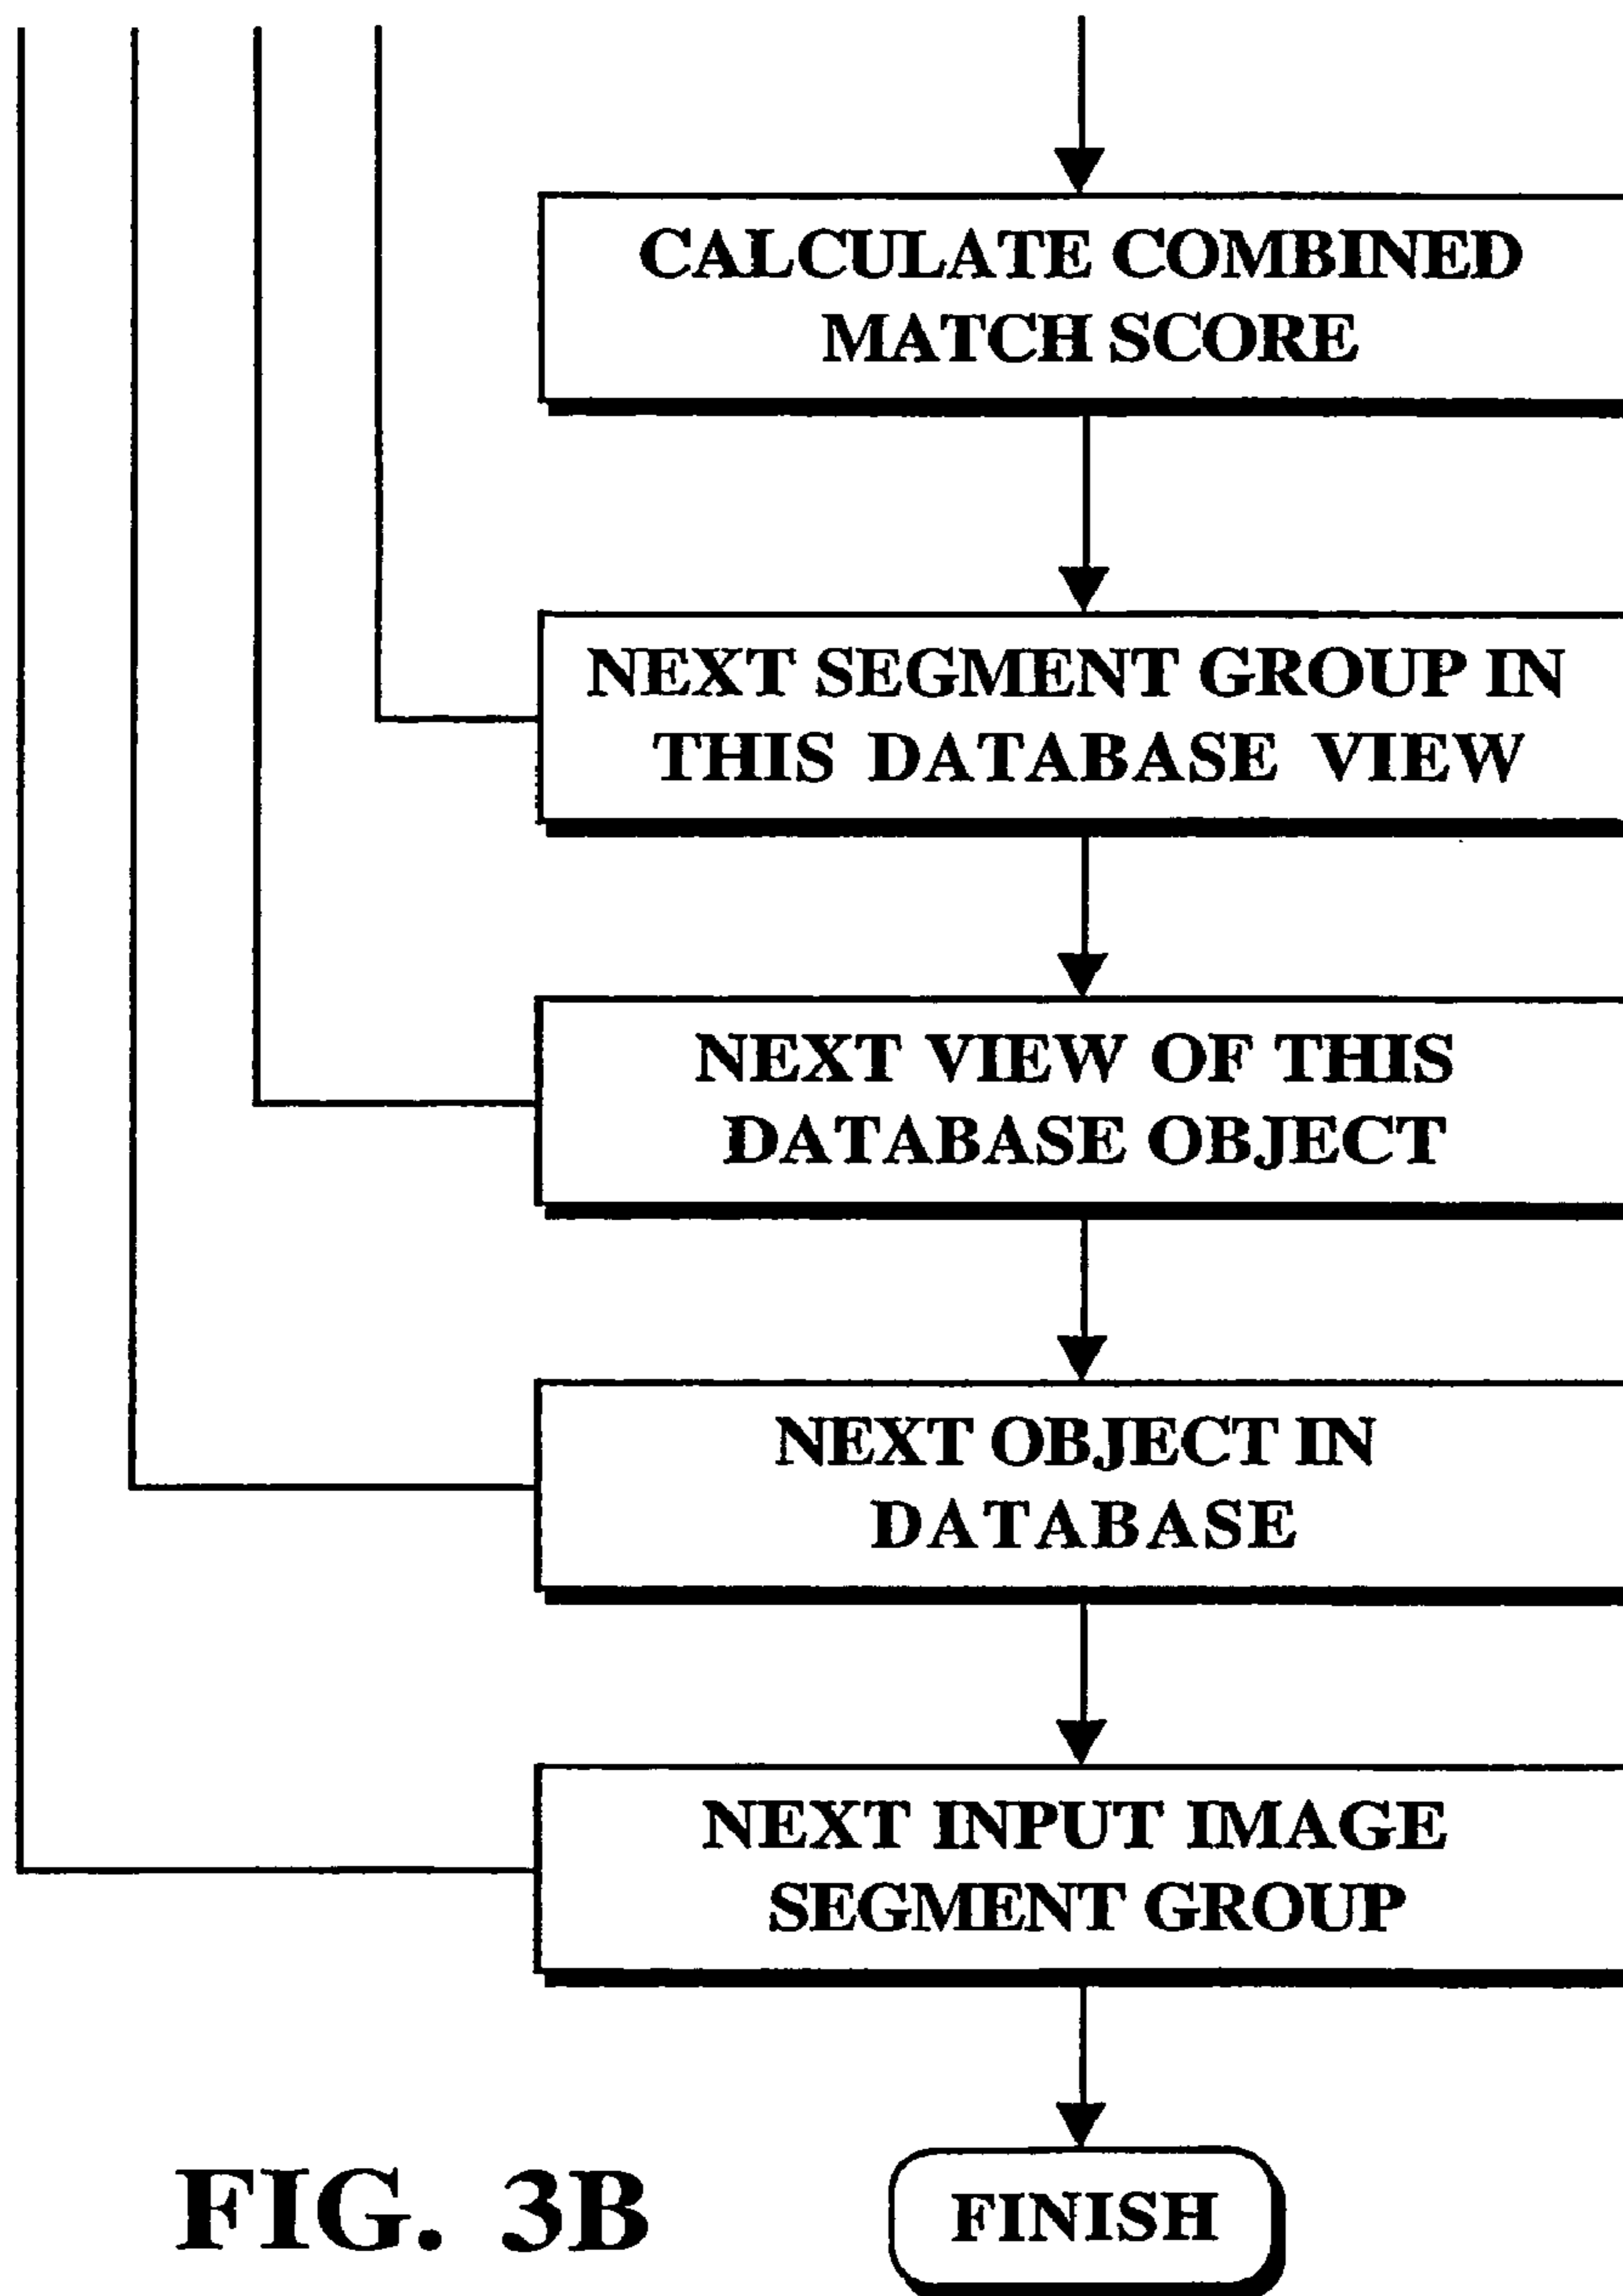 CALCULATE COMBINED
MATCH SCORE
NEXT SEGMENT GROUP IN
THIS DATABASE VIEW
NEXT VIEW OF THIS
DATABASE OBJECT
NEXT OBJECT IN
DATABASE
NEXT INPUT IMAGE
SEGMENT GROUP
FINISH
FIG. 3B